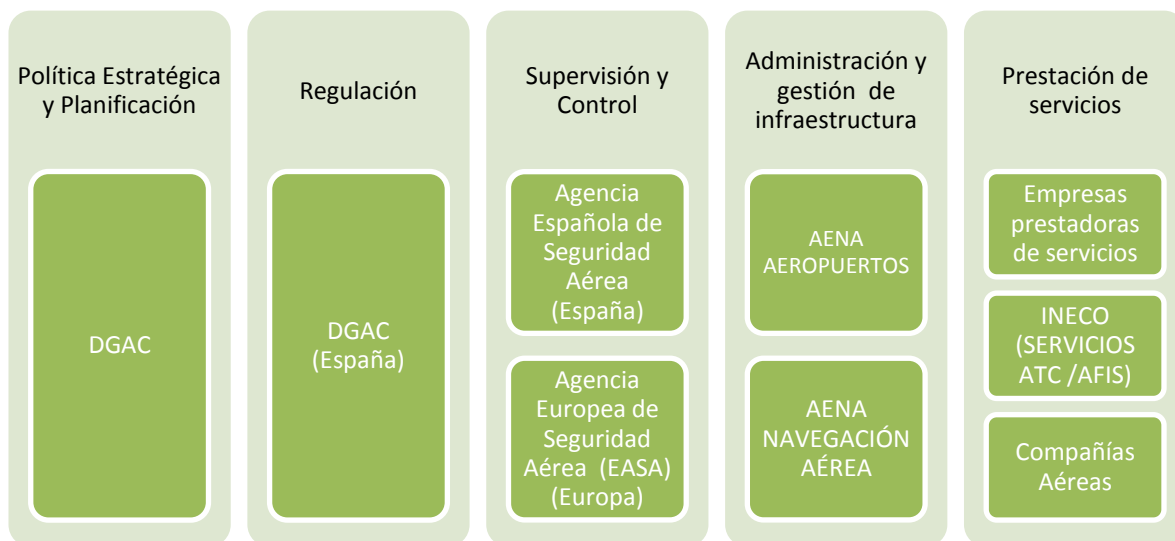 Política Estratégica
y Planificación
DGAC
Regulación
DGAC
(España)
Supervisión y
Control
Agencia
Española de
Seguridad
Aérea
(España)
Agencia
Europea de
Seguridad
Aérea (EASA)
(Europa)
Administración y
gestión de
infraestructura
AENA
AEROPUERTOS
AENA
NAVEGACIÓN
AÉREA
Prestación de
servicios
Empresas
prestadoras
de servicios
INECO
(SERVICIOS
ATC /AFIS)
Compañías
Aéreas